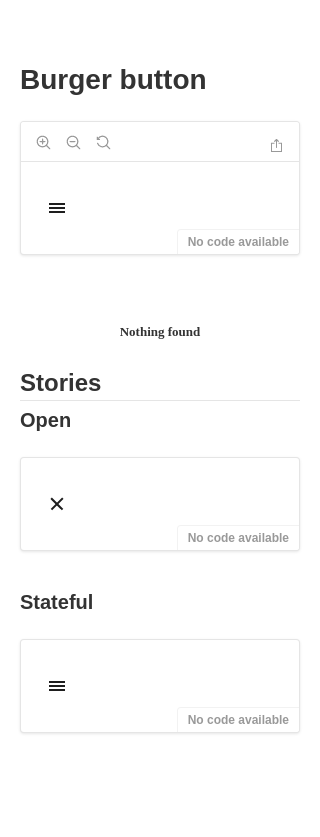 Burger button
No code available
Nothing found
Stories
Open
No code available
Stateful
No code available